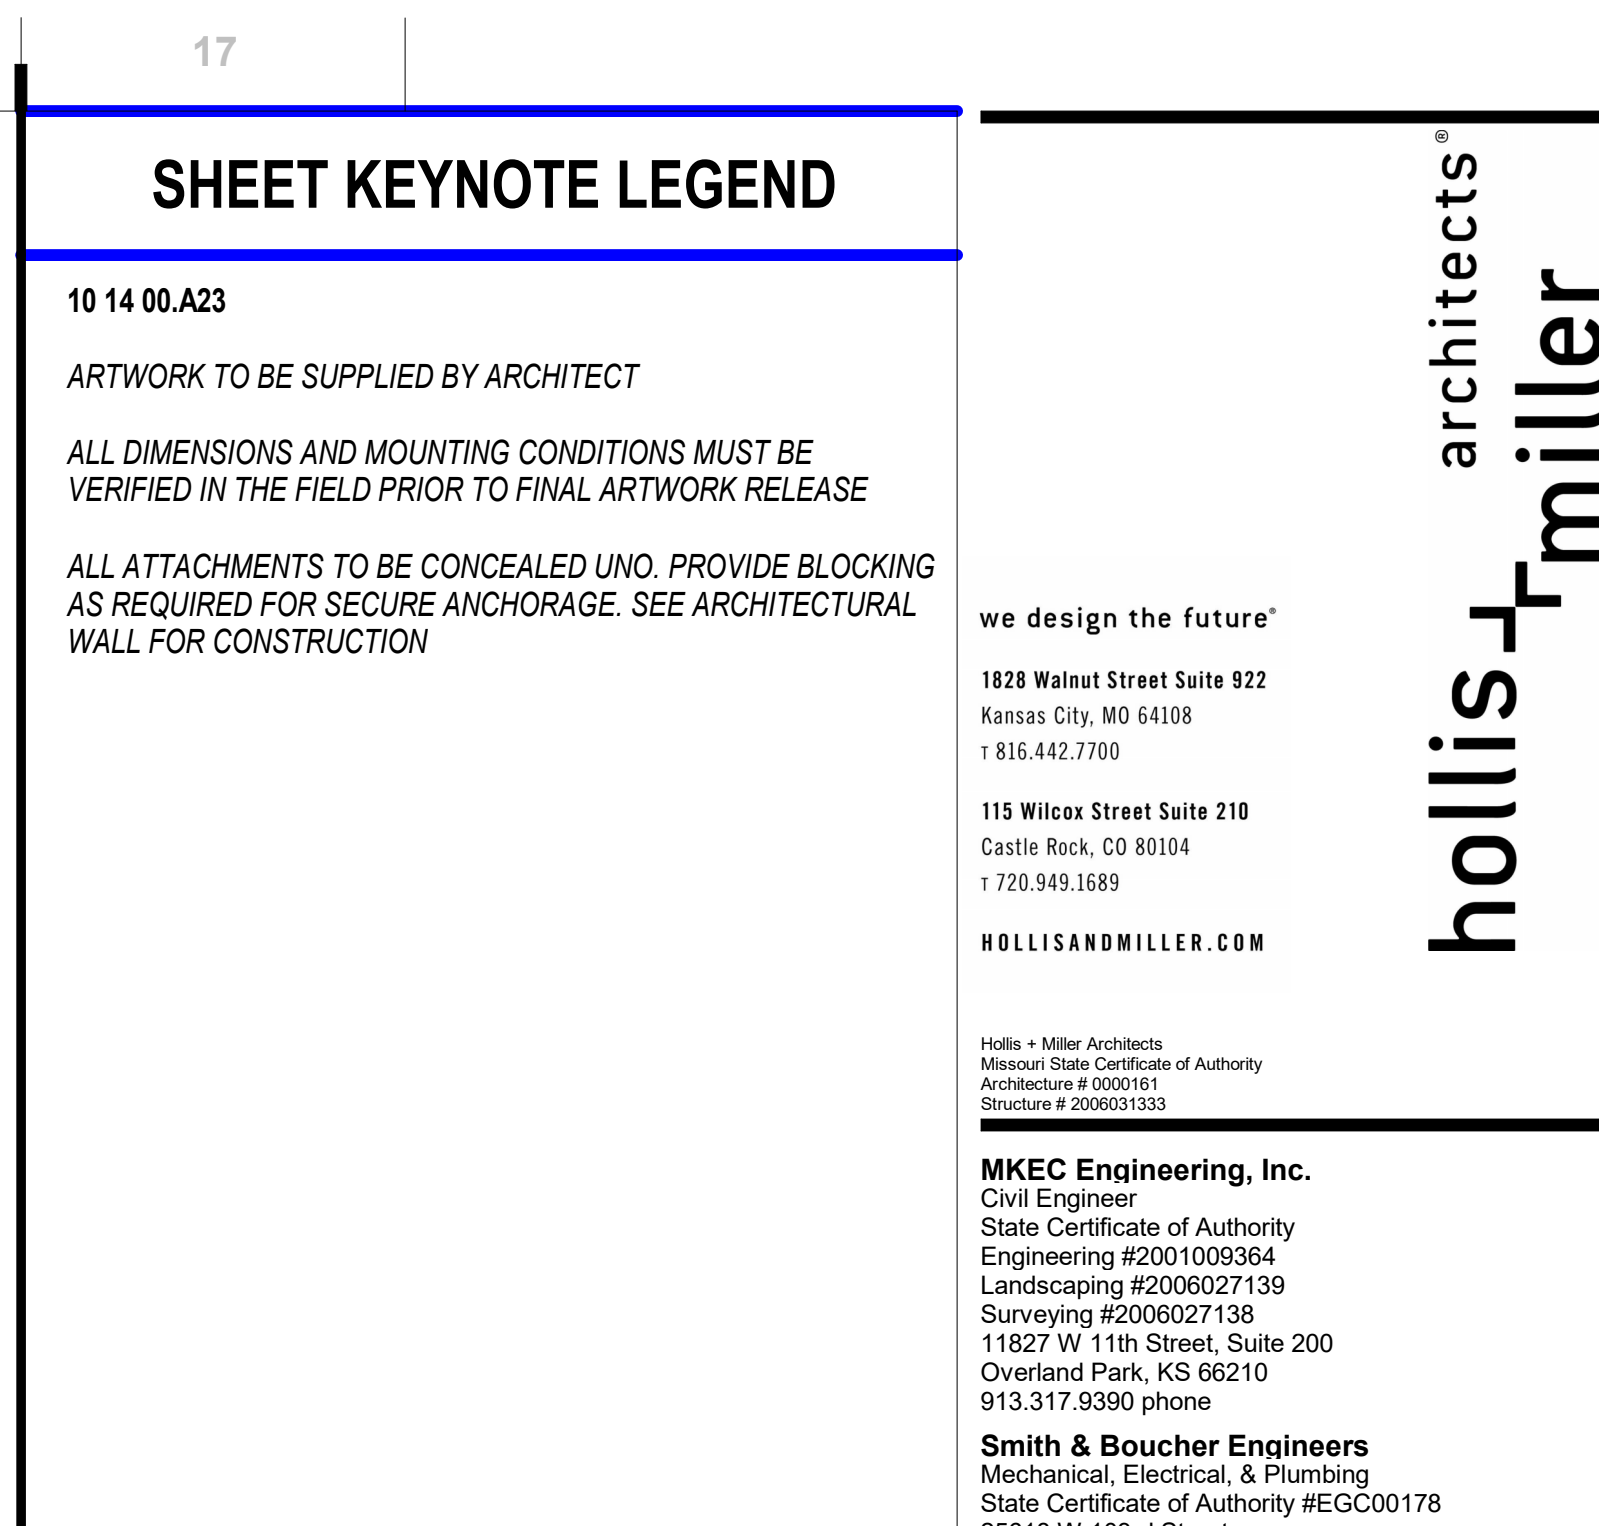 17
SHEET KEYNOTE LEGEND
10 14 00.A23
ARTWORK TO BE SUPPLIED BY ARCHITECT
ALL DIMENSIONS AND MOUNTING CONDITIONS MUST BE
VERIFIED IN THE FIELD PRIOR TO FINAL ARTWORK RELEASE
ALL ATTACHMENTS TO BE CONCEALED UNO. PROVIDE BLOCKING
AS REQUIRED FOR SECURE ANCHORAGE. SEE ARCHITECTURAL
WALL FOR CONSTRUCTION
hollis
miller
architects®
we design the future®
1828 Walnut Street Suite 922
Kansas City, MO 64108
T 816.442.7700
115 Wilcox Street Suite 210
Castle Rock, CO 80104
T 720.949.1689
HOLLISANDMILLER.COM
Hollis + Miller Architects
Missouri State Certificate of Authority
Architecture # 0000161
Structure # 2006031333
MKEC Engineering, Inc.
Civil Engineer
State Certificate of Authority
Engineering #2001009364
Landscaping #2006027139
Surveying #2006027138
11827 W 11th Street, Suite 200
Overland Park, KS 66210
913.317.9390 phone
Smith & Boucher Engineers
Mechanical, Electrical, & Plumbing
State Certificate of Authority #EGC00178